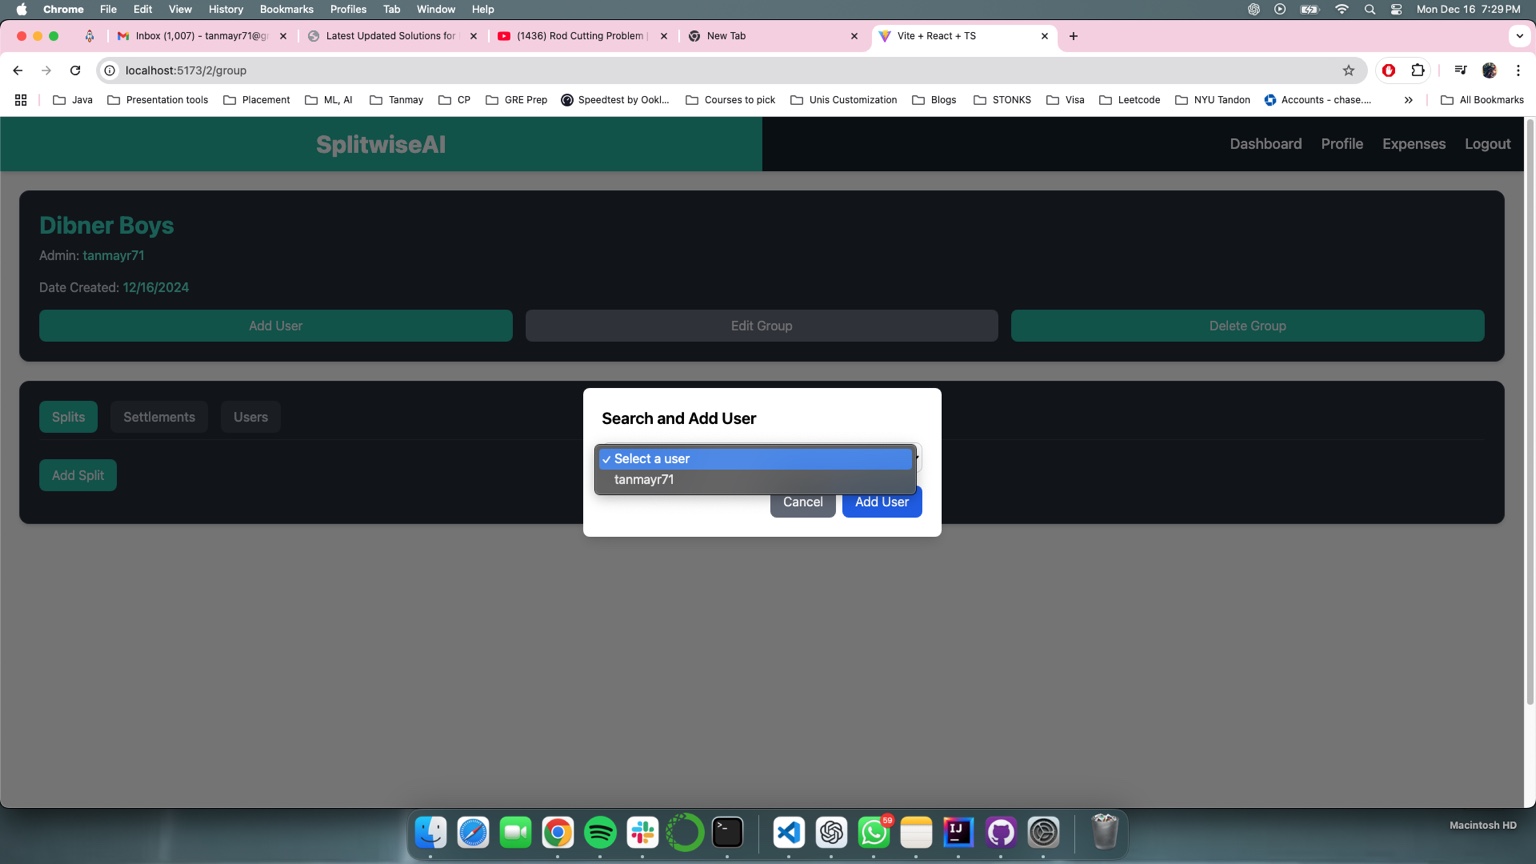 Chrome File Edit View History Bookmarks Profiles Tab Window Help Mon Dec 16 7:29 PM
Inbox (1,007) - tanmayr71@g Latest Updated Solutions for (1436) Rod Cutting Problem New Tab Vite + React + TS
localhost:5173/2/group
Java Presentation tools Placement ML, AI Tanmay CP GRE Prep Speedtest by Ookl... Courses to pick Unis Customization Blogs STONKS Visa Leetcode NYU Tandon Accounts - chase.... » All Bookmarks
SplitwiseAI Dashboard Profile Expenses Logout
Dibner Boys
Admin: tanmayr71
Date Created: 12/16/2024
Add User Edit Group Delete Group
Splits Settlements Users
Search and Add User
✓ Select a user
tanmayr71
Add Split
Cancel Add User
59
IJ
Macintosh HD